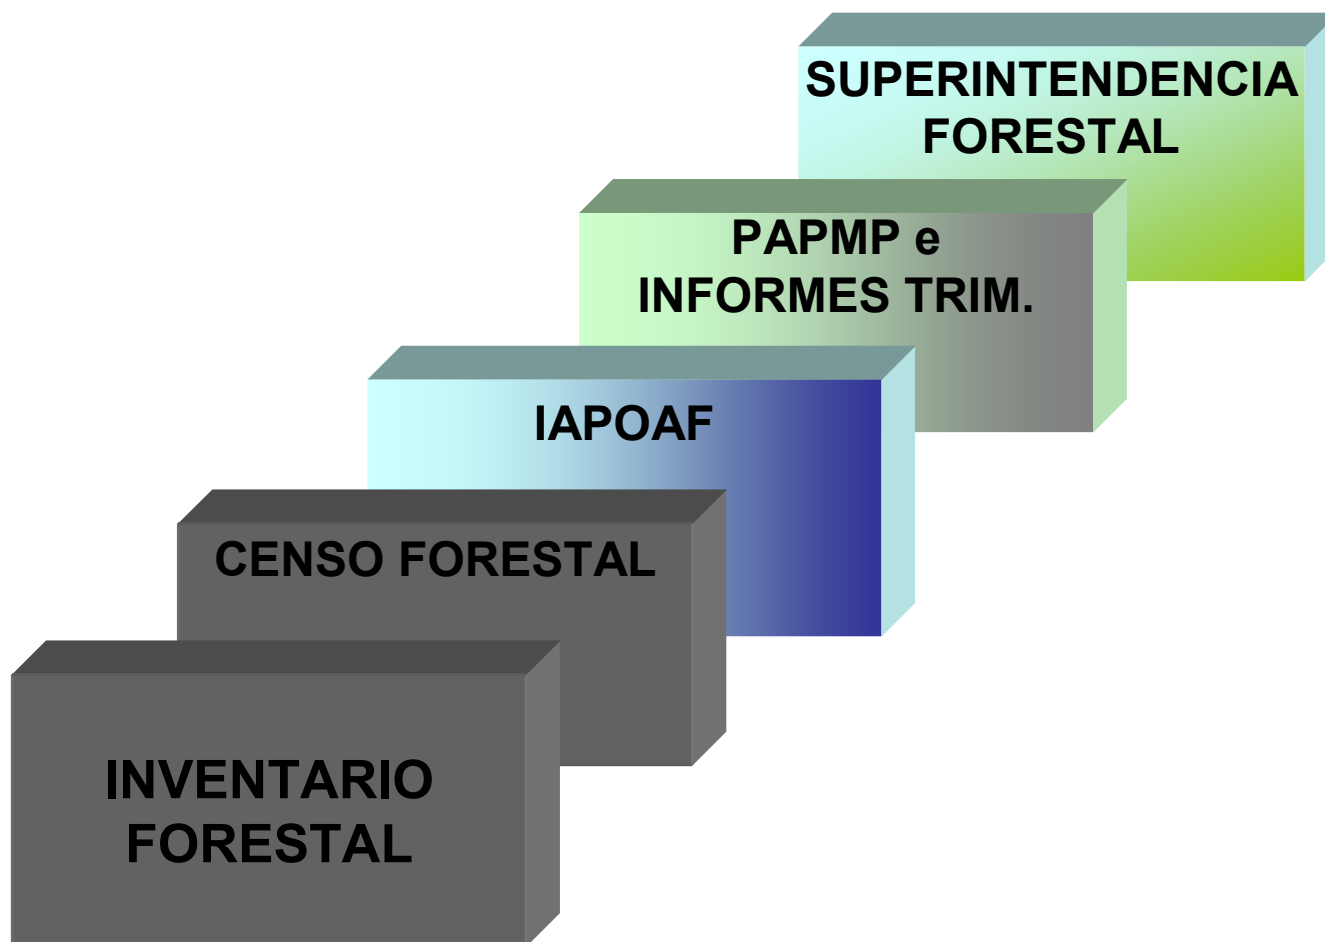 SUPERINTENDENCIA
FORESTAL
PAPMP e
INFORMES TRIM.
IAPOAF
CENSO FORESTAL
INVENTARIO
FORESTAL